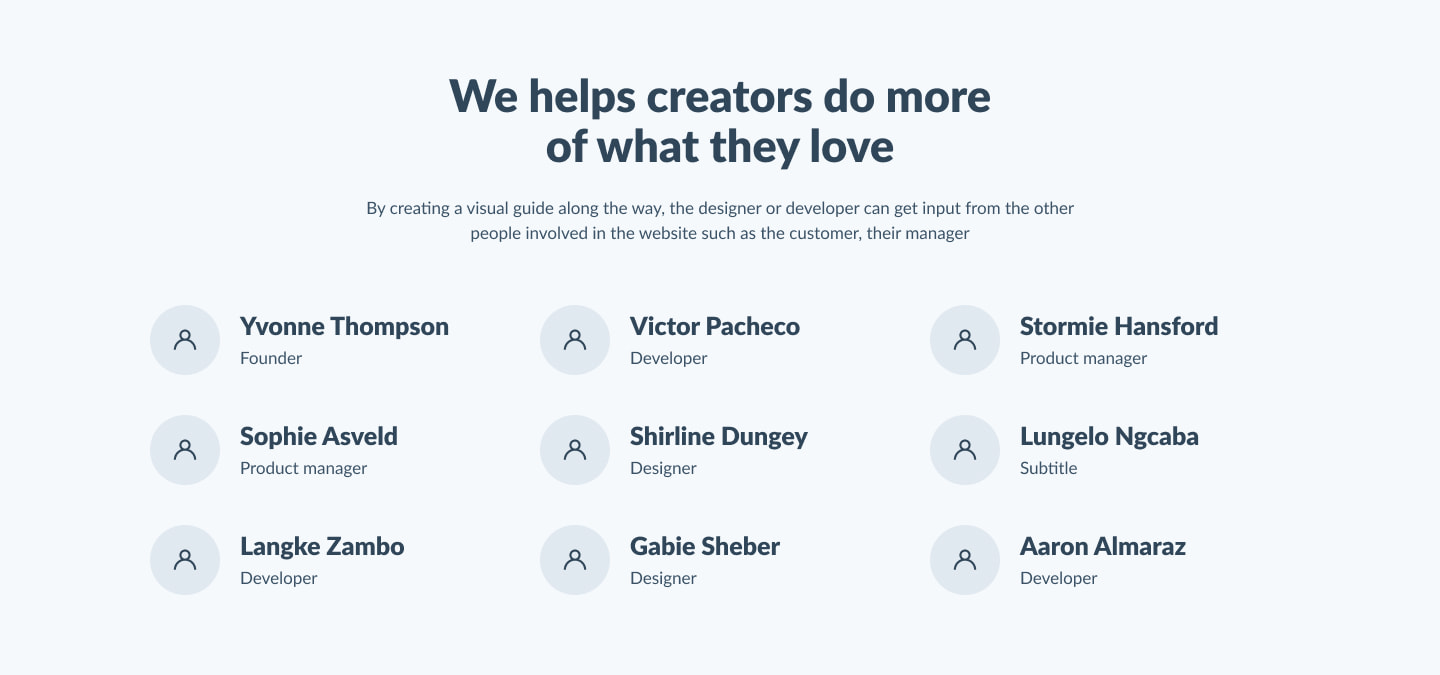 We helps creators do more
of what they love
By creating a visual guide along the way, the designer or developer can get input from the other
people involved in the website such as the customer, their manager
Yvonne Thompson
Founder
Victor Pacheco
Developer
Stormie Hansford
Product manager
Sophie Asveld
Product manager
Shirline Dungey
Designer
Lungelo Ngcaba
Subtitle
Langke Zambo
Developer
Gabie Sheber
Designer
Aaron Almaraz
Developer